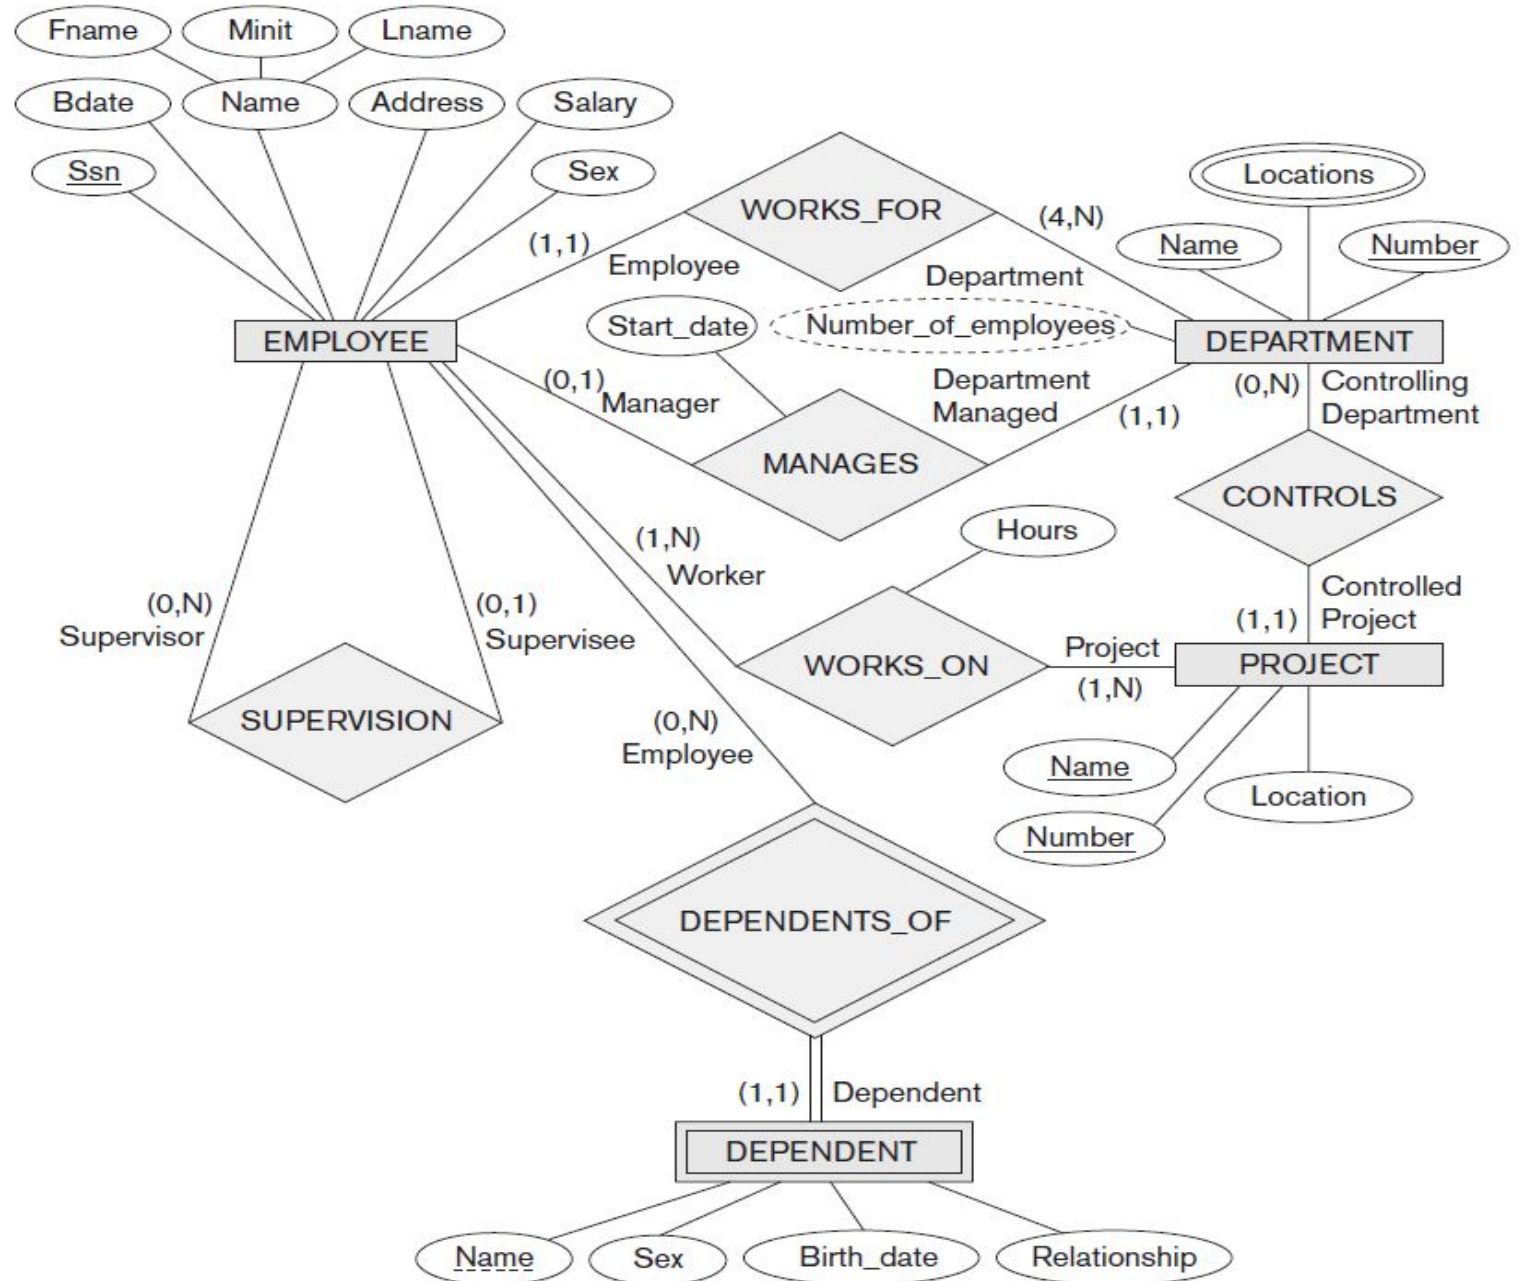 Fname
Minit
Lname
Bdate
Name
Address
Salary
Ssn
Sex
WORKS_FOR
Locations
(1,1)
Employee
(4,N)
Department
Name
Number
Start_date
Number_of_employees
EMPLOYEE
DEPARTMENT
(0,1)
Manager
Department
Managed
(1,1)
(0,N)
Controlling
Department
MANAGES
CONTROLS
Hours
(1,N)
Worker
(0,N)
Supervisor
(0,1)
Supervisee
Controlled
Project
(1,1)
WORKS_ON
Project
(1,N)
PROJECT
SUPERVISION
(0,N)
Employee
Name
Location
Number
DEPENDENTS_OF
(1,1)
Dependent
DEPENDENT
Name
Sex
Birth_date
Relationship